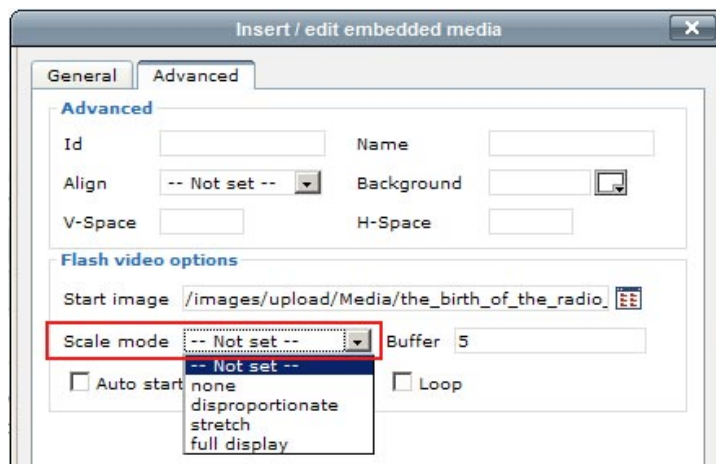 Insert / edit embedded media
General Advanced
Advanced
Id Name
Align -- Not set -- Background
V-Space H-Space
Flash video options
Start image /images/upload/Media/the_birth_of_the_radio_
Scale mode -- Not set -- Buffer 5
-- Not set --
Auto start none Loop
disproportionate
stretch
full display